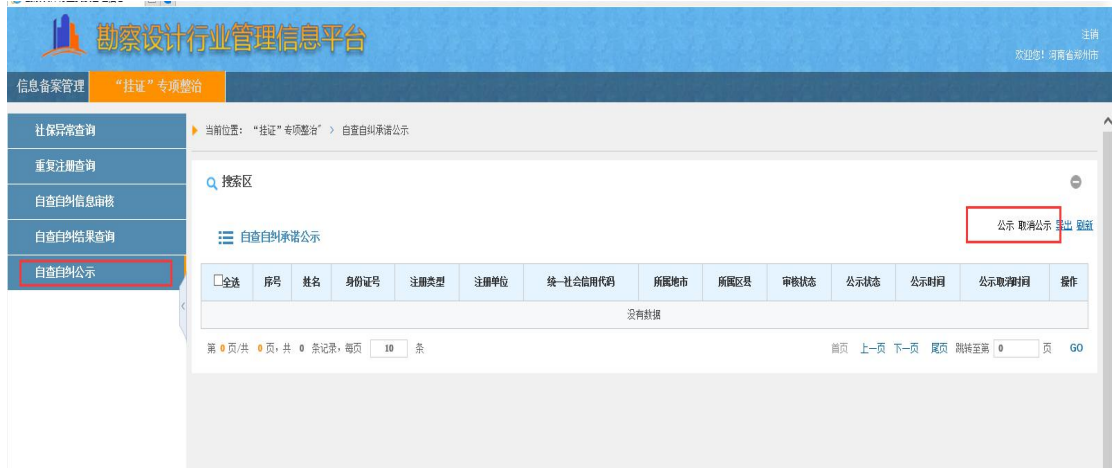 勘察设计行业管理信息平台
注销
欢迎您！河南省郑州市
信息备案管理 “挂证”专项整治
社保异常查询
重复注册查询
自查自纠信息审核
自查自纠结果查询
自查自纠公示
当前位置： “挂证”专项整治" > 自查自纠承诺公示
搜索区
公示 取消公示 导出 刷新
自查自纠承诺公示
全选 序号 姓名 身份证号 注册类型 注册单位 统一社会信用代码 所属地市 所属区县 审核状态 公示状态 公示时间 公示取消时间 操作
没有数据
第 0 页/共 0 页，共 0 条记录，每页 10 条
首页 上一页 下一页 尾页 跳转至第 0 页 GO